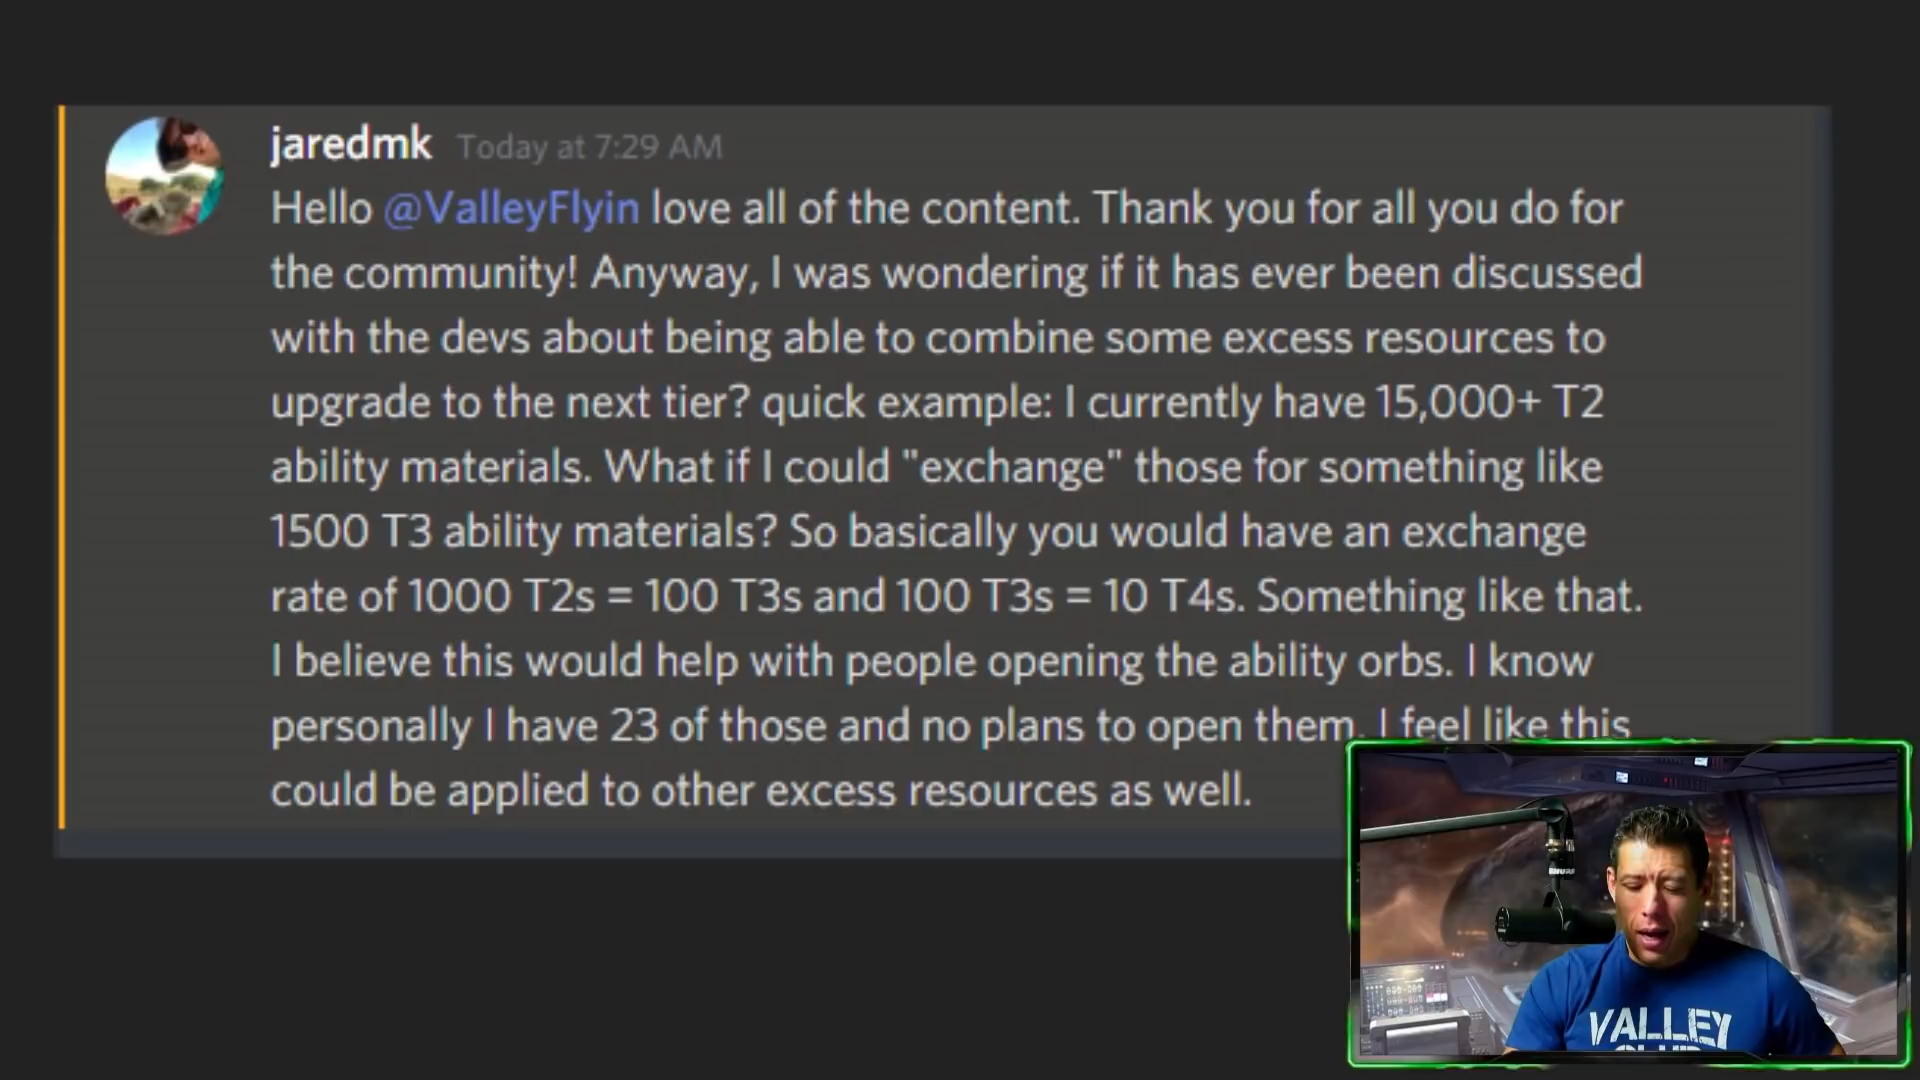 jaredmk Today at 7:29 AM
Hello @ValleyFlyin love all of the content. Thank you for all you do for
the community! Anyway, I was wondering if it has ever been discussed
with the devs about being able to combine some excess resources to
upgrade to the next tier? quick example: I currently have 15,000+ T2
ability materials. What if I could "exchange" those for something like
1500 T3 ability materials? So basically you would have an exchange
rate of 1000 T2s = 100 T3s and 100 T3s = 10 T4s. Something like that.
I believe this would help with people opening the ability orbs. I know
personally I have 23 of those and no plans to open them. I feel like this
could be applied to other excess resources as well.
VALLEY